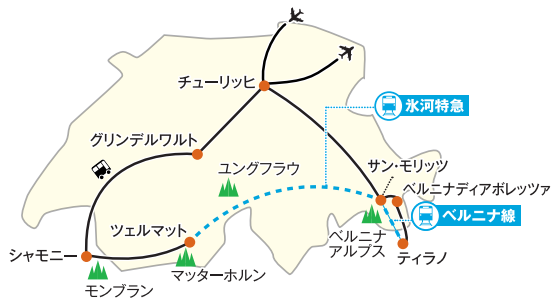 チューリッヒ
氷河特急
グリンデルワルト
ユングフラウ
サン・モリッツ
ベルニナディアボレッツァ
ベルニナ線
ツェルマット
ベルニナ
アルプス
シャモニー
ティラノ
マッターホルン
モンブラン